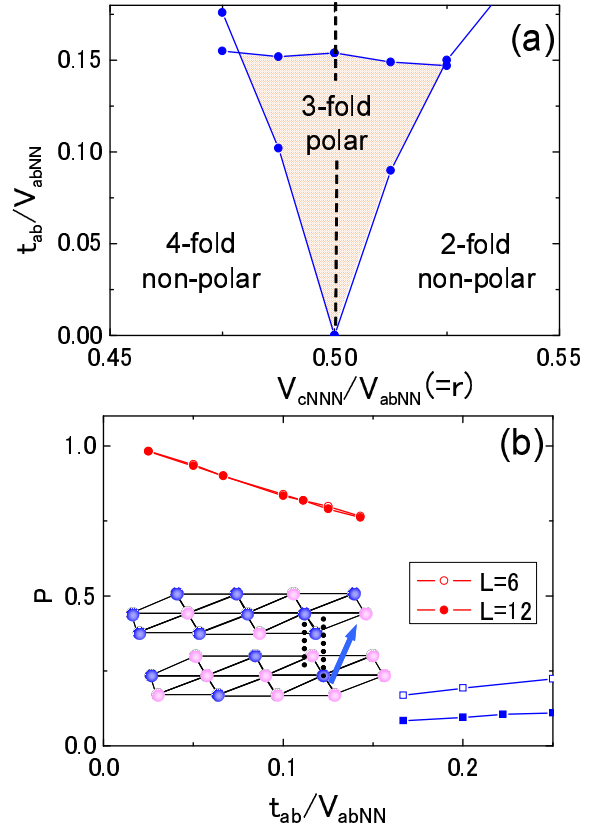 (a)
0.15
0.10
0.05
0.00
t_ab/V_abNN
3-fold
polar
4-fold
non-polar
2-fold
non-polar
0.45
0.50
0.55
V_cNNN/V_abNN(=r)
(b)
1.0
0.5
0.0
P
L=6
L=12
0.0
0.1
0.2
t_ab/V_abNN